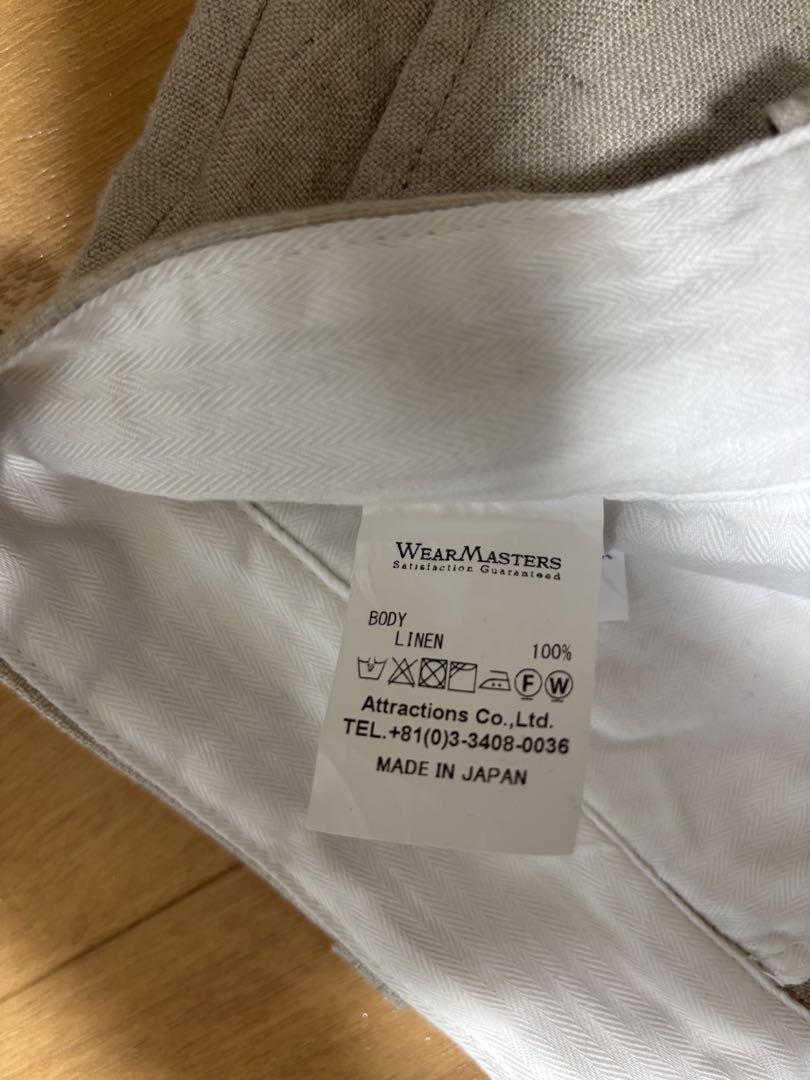 WEARMASTERS
Satisfaction Guaranteed
BODY
LINEN 100%
F W
Attractions Co.,Ltd.
TEL.+81(0)3-3408-0036
MADE IN JAPAN